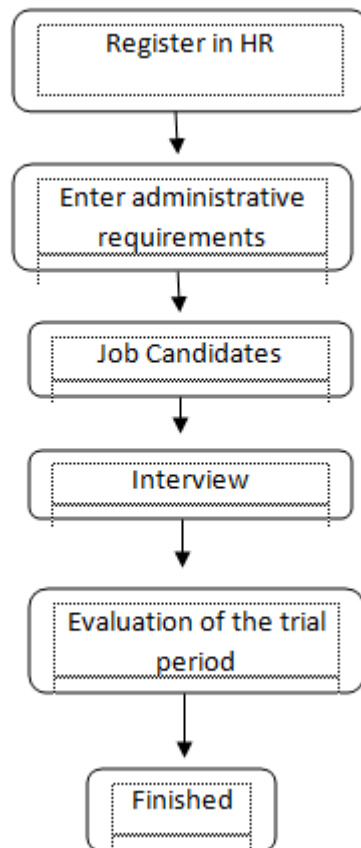 Register in HR
Enter administrative
requirements
Job Candidates
Interview
Evaluation of the trial
period
Finished